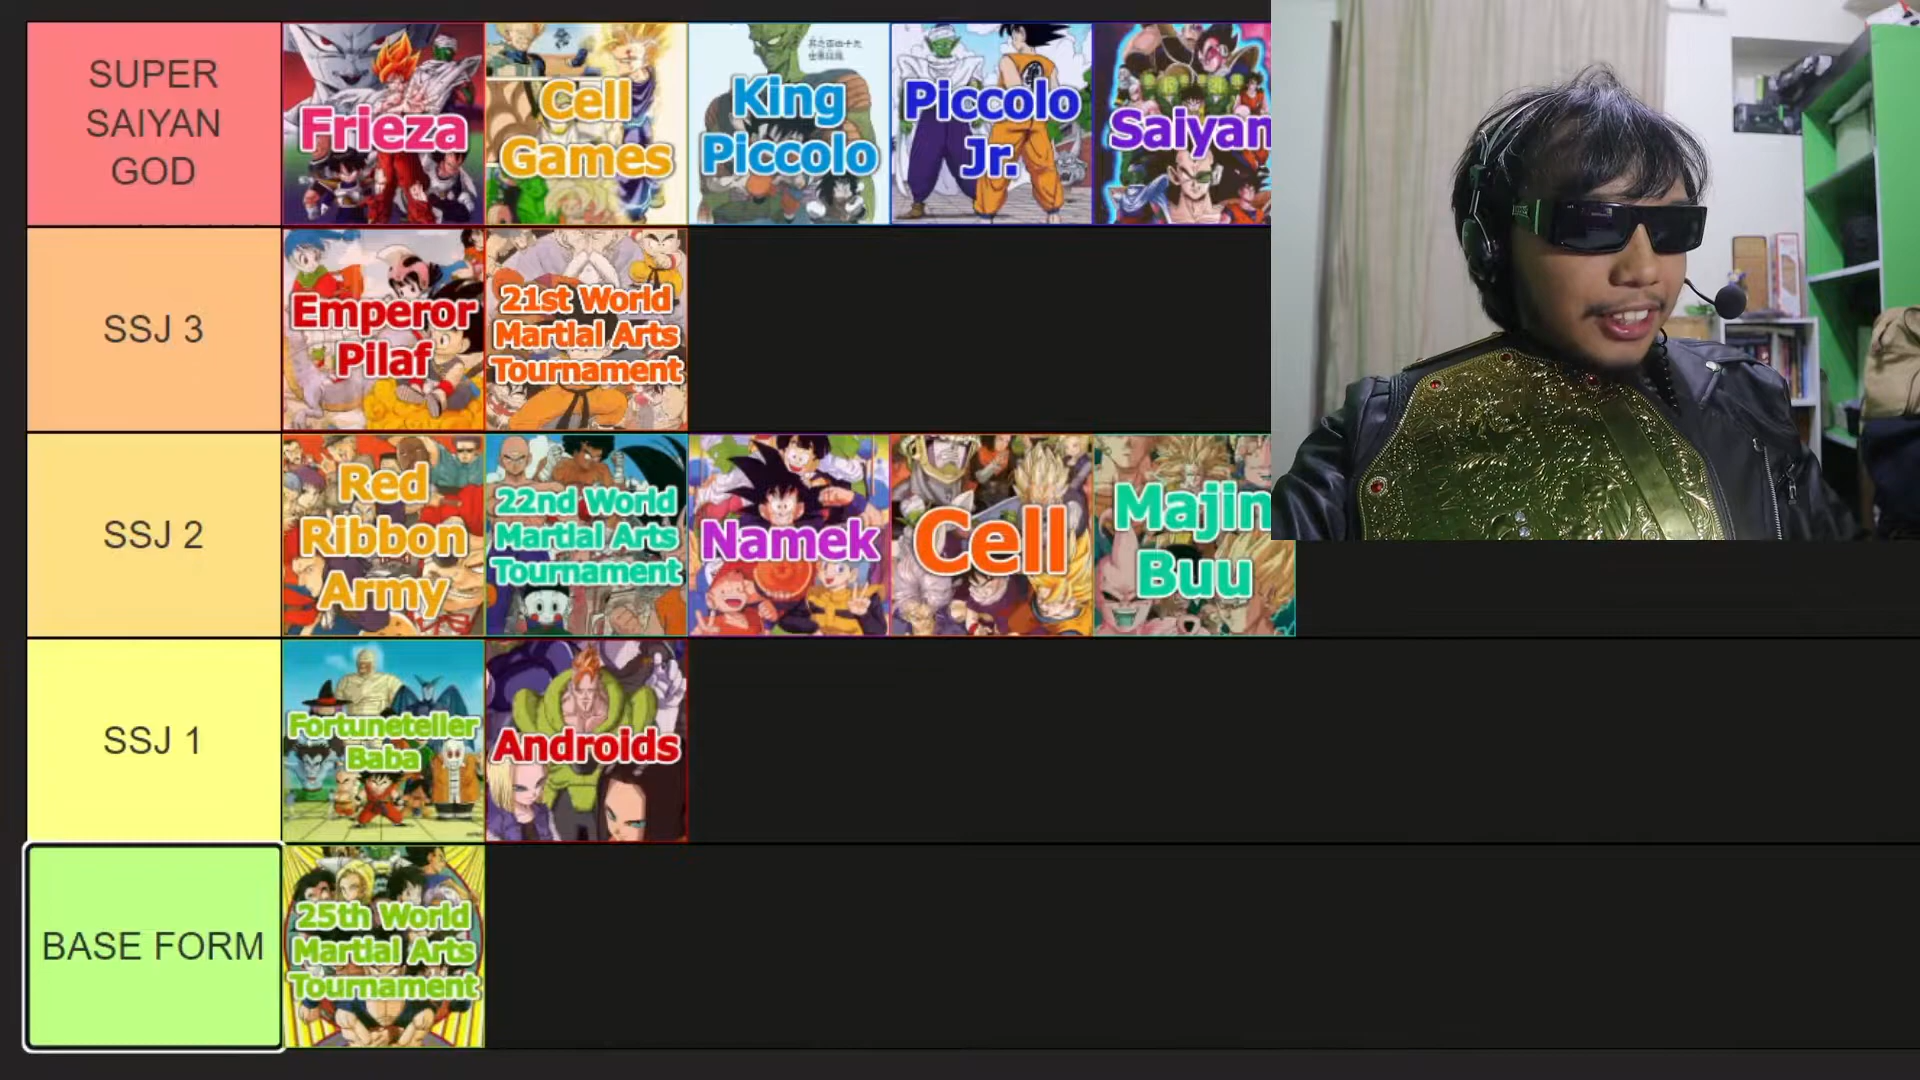 SUPER
SAIYAN
GOD
Frieza
Cell
Games
King
Piccolo
Piccolo
Jr.
Saiyan
SSJ 3
Emperor
Pilaf
21st World
Martial Arts
Tournament
SSJ 2
Red
Ribbon
Army
22nd World
Martial Arts
Tournament
Namek
Cell
Majin
Buu
SSJ 1
Fortuneteller
Baba
Androids
BASE FORM
25th World
Martial Arts
Tournament